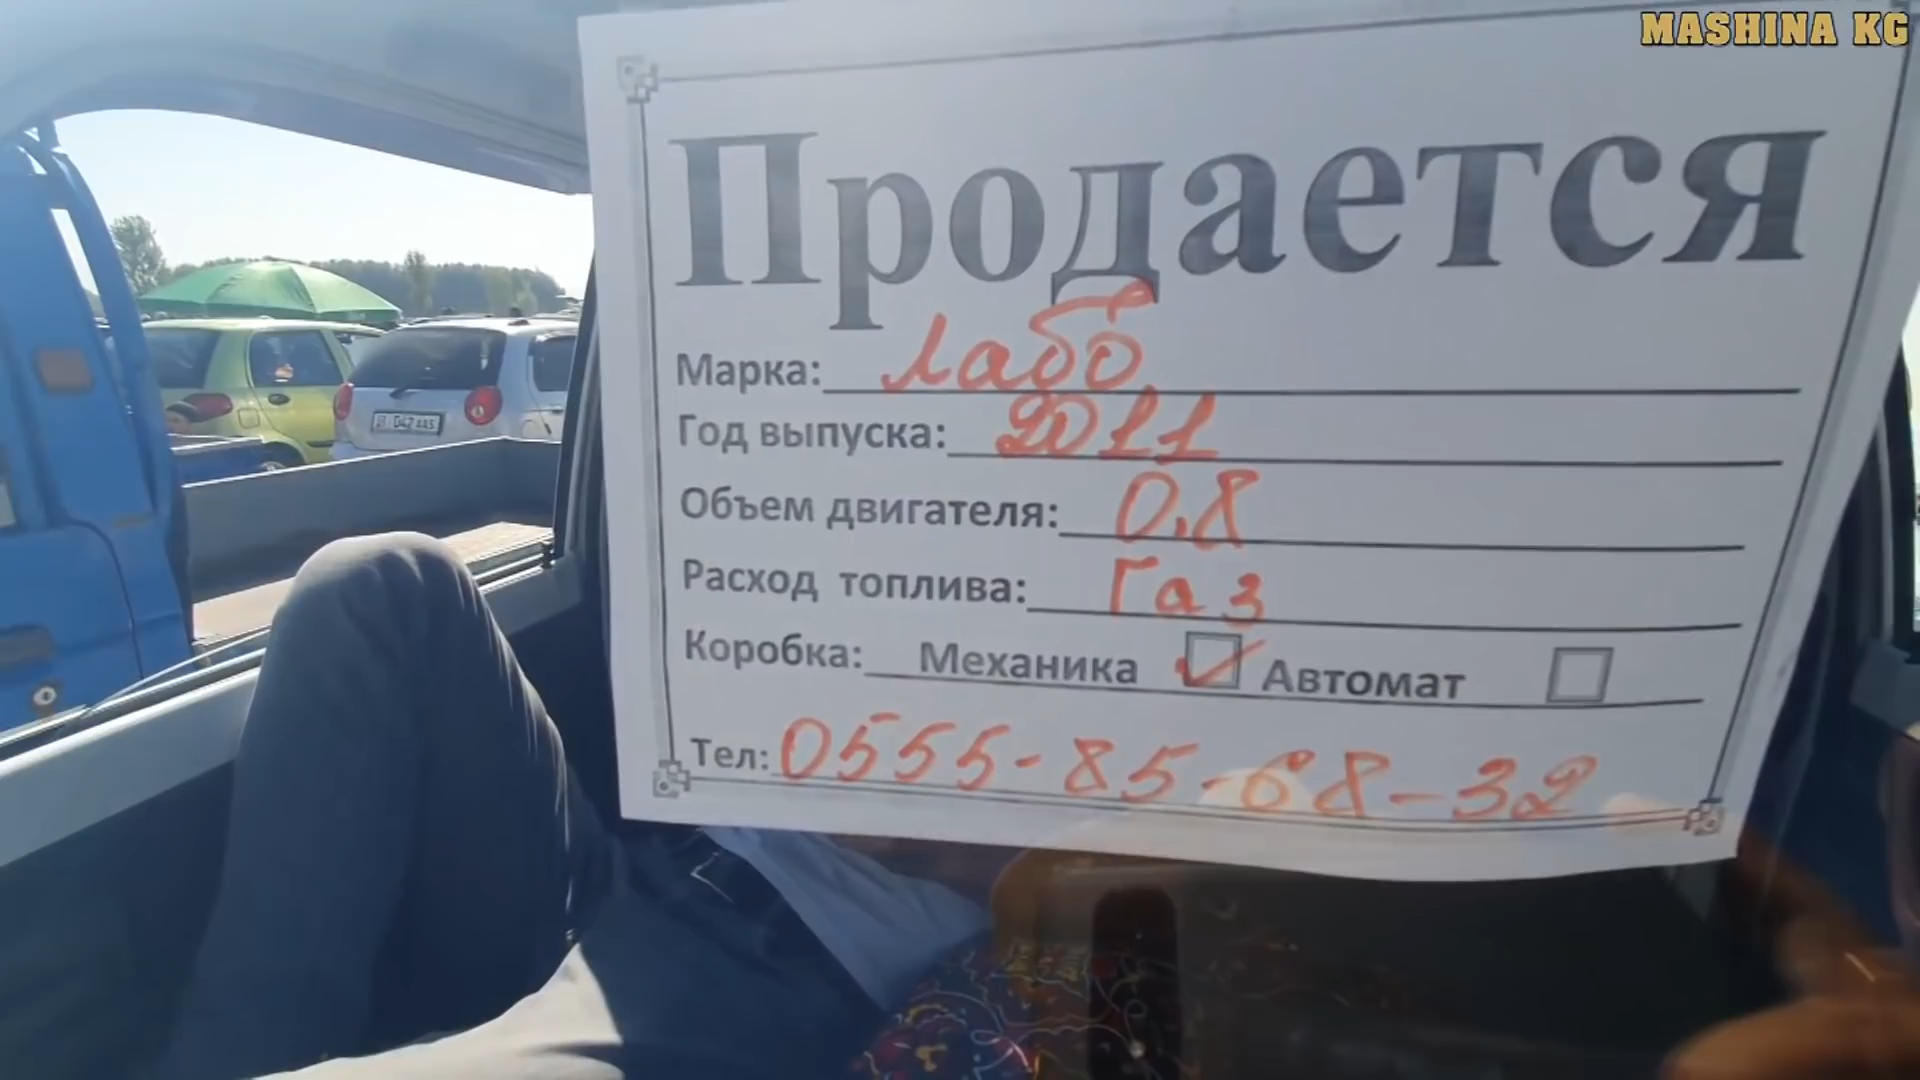 MASHINA KG
Продается
Марка: Лабо
Год выпуска: 2011
Объем двигателя: 0,8
Расход топлива: Газ
Коробка: Механика Автомат
Тел: 0555-85-68-32